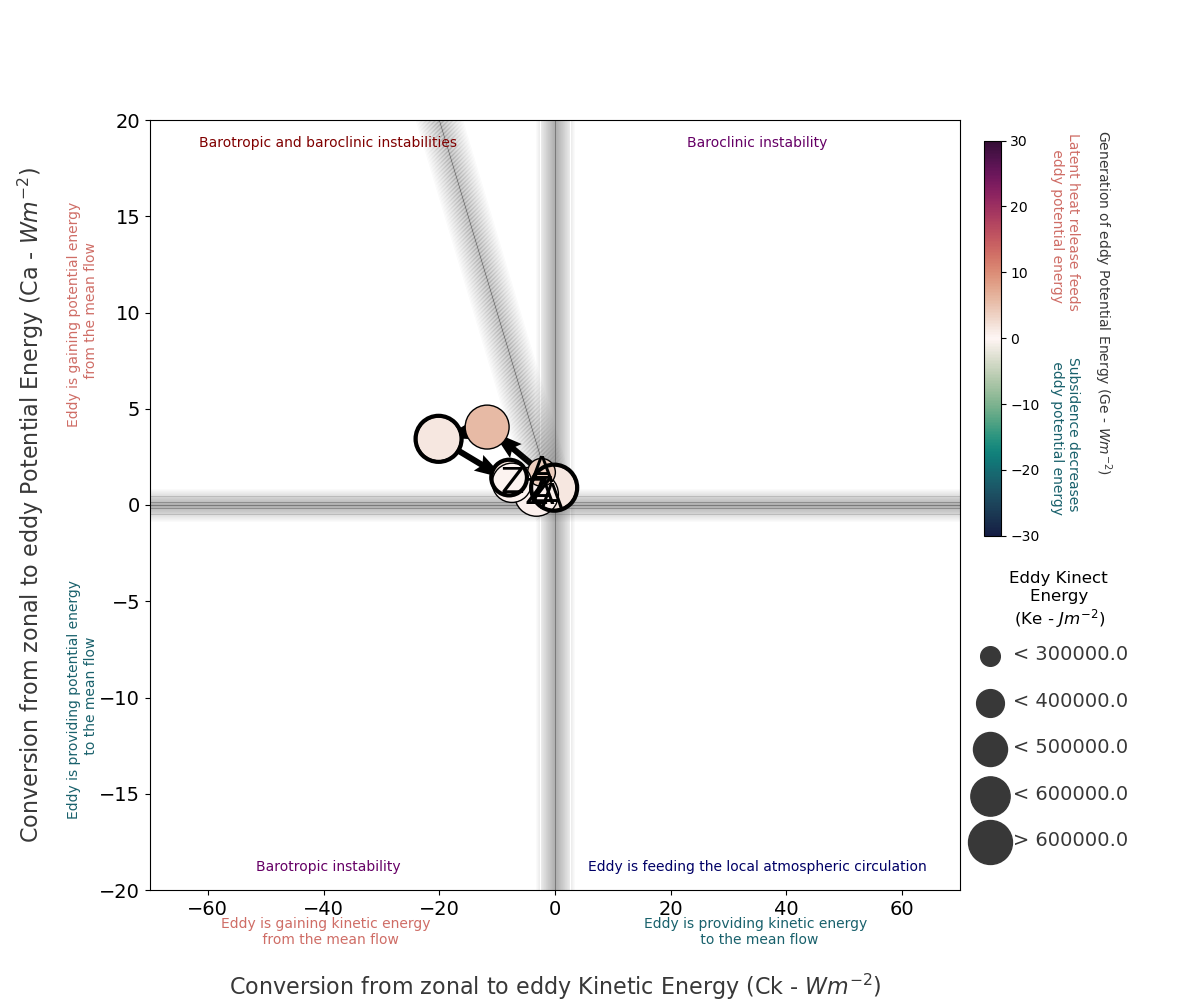 Barotropic and baroclinic instabilities
Baroclinic instability
Barotropic instability
Eddy is feeding the local atmospheric circulation
20
15
10
5
0
−5
−10
−15
−20
−60
−40
−20
0
20
40
60
Conversion from zonal to eddy Potential Energy (Ca - Wm⁻²)
Eddy is gaining potential energy
from the mean flow
Eddy is providing potential energy
to the mean flow
Eddy is gaining kinetic energy
from the mean flow
Eddy is providing kinetic energy
to the mean flow
Conversion from zonal to eddy Kinetic Energy (Ck - Wm⁻²)
A
Z
A
Z
30
20
10
0
−10
−20
−30
Latent heat release feeds
eddy potential energy
Subsidence decreases
eddy potential energy
Generation of eddy Potential Energy (Ge - Wm⁻²)
Eddy Kinect
Energy
(Ke - Jm⁻²)
< 300000.0
< 400000.0
< 500000.0
< 600000.0
> 600000.0